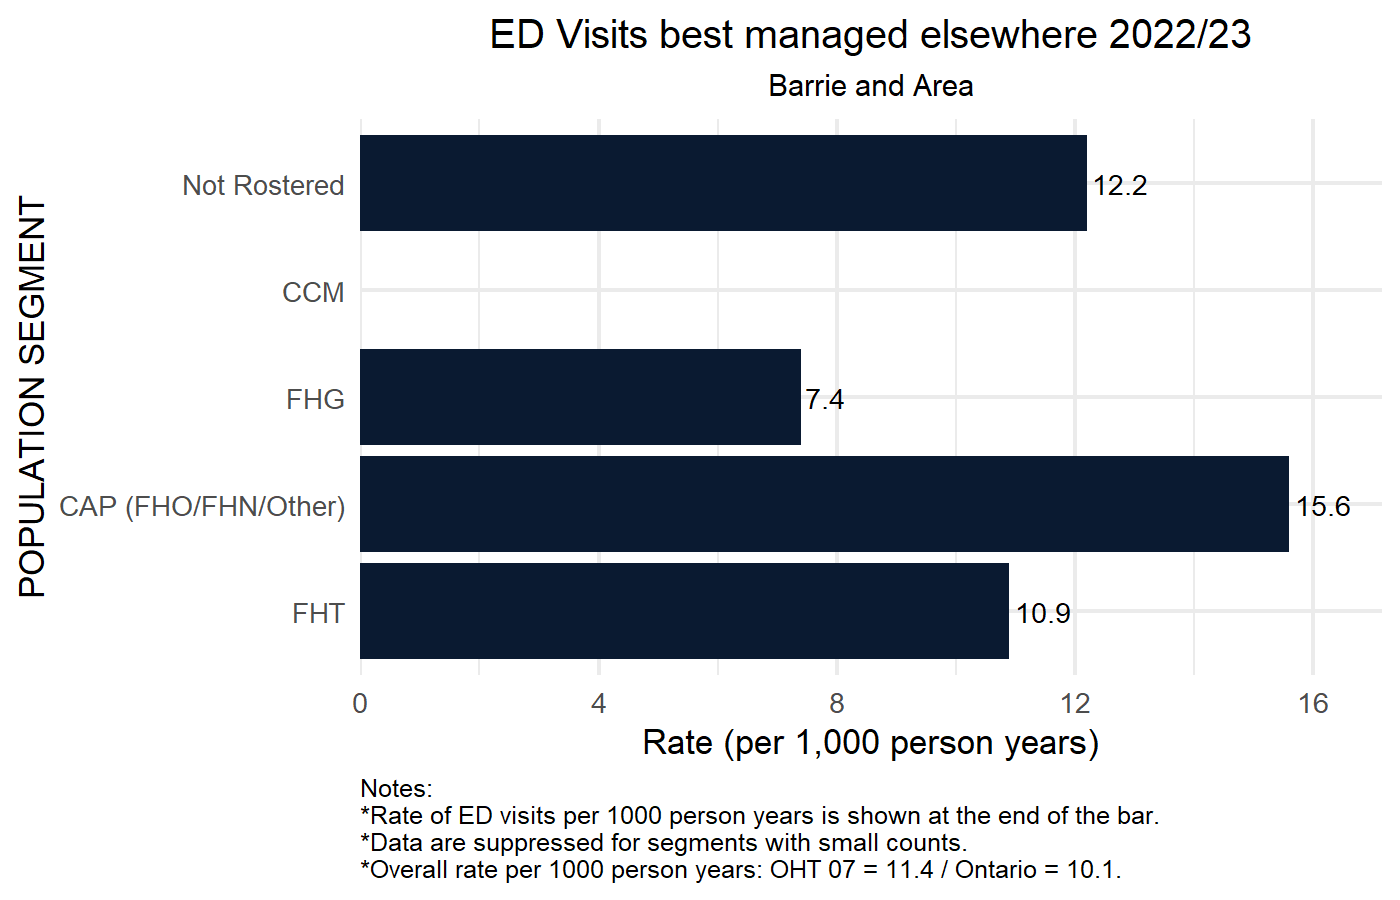 ED Visits best managed elsewhere 2022/23
Barrie and Area
POPULATION SEGMENT
Not Rostered
12.2
CCM
FHG
7.4
CAP (FHO/FHN/Other)
15.6
FHT
10.9
0 4 8 12 16
Rate (per 1,000 person years)
Notes:
*Rate of ED visits per 1000 person years is shown at the end of the bar.
*Data are suppressed for segments with small counts.
*Overall rate per 1000 person years: OHT 07 = 11.4 / Ontario = 10.1.